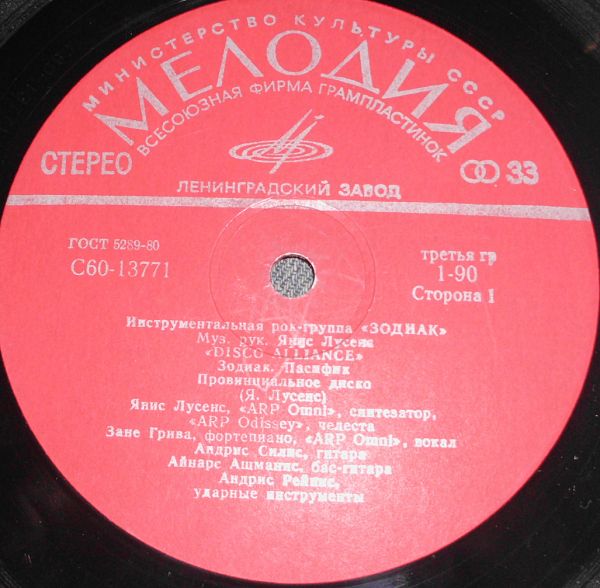 МИНИСТЕРСТВО КУЛЬТУРЫ СССР
МЕЛОДИЯ
ВСЕСОЮЗНАЯ ФИРМА ГРАМПЛАСТИНОК
СТЕРЕО
33
ЛЕНИНГРАДСКИЙ ЗАВОД
ГОСТ 5289-80
С60-13771
третья гр
1-90
Сторона 1
Инструментальная рок-группа «ЗОДИАК»
Муз. рук. Янис Лусенс
«DISCO ALLIANCE»
Зодиак. Пасифик
Провинциальное диско
(Я. Лусенс)
Янис Лусенс, «ARP Omni», синтезатор,
«ARP Odissey», челеста
Зане Грива, фортепиано, «ARP Omni», вокал
Андрис Силис, гитара
Айнарс Ашманис, бас-гитара
Андрис Рейнис,
ударные инструменты